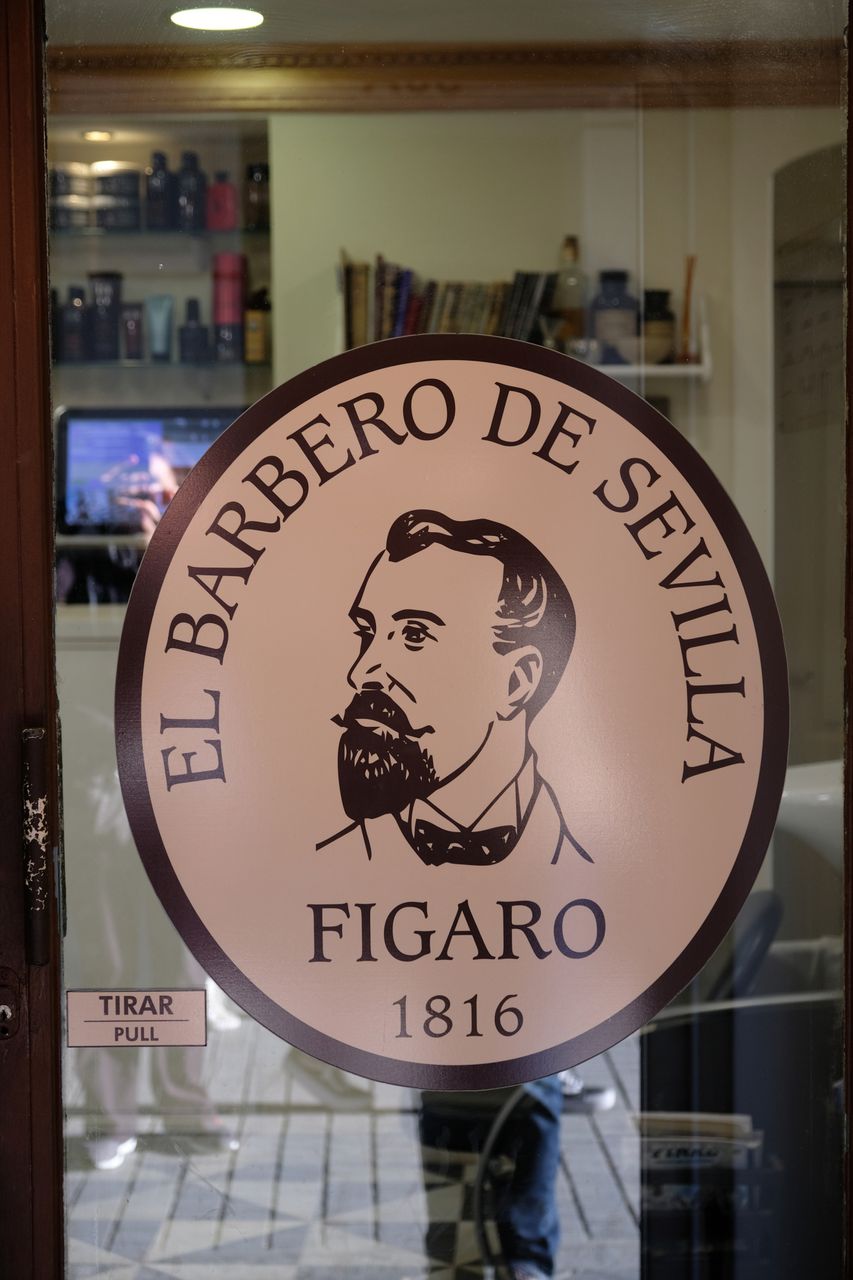 EL BARBERO DE SEVILLA
FIGARO
1816
TIRAR
PULL